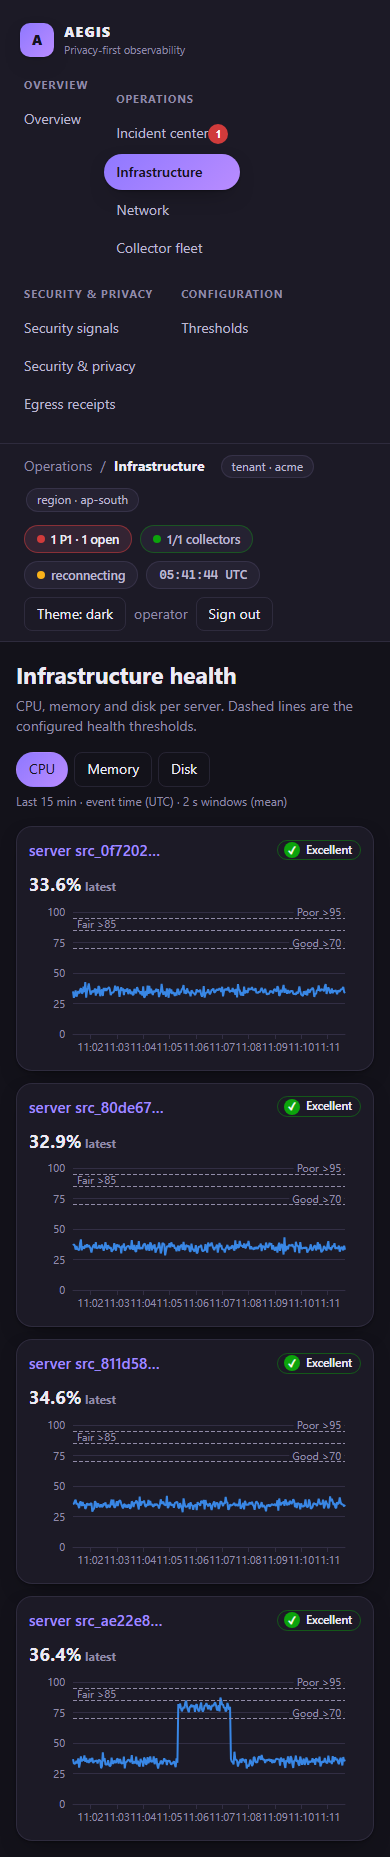 A
AEGIS
Privacy-first observability
OVERVIEW
Overview
OPERATIONS
Incident center 1
Infrastructure
Network
Collector fleet
SECURITY & PRIVACY
Security signals
Security & privacy
Egress receipts
CONFIGURATION
Thresholds
Operations / Infrastructure
tenant · acme
region · ap-south
1 P1 · 1 open
1/1 collectors
reconnecting
05:41:44 UTC
Theme: dark
operator
Sign out
Infrastructure health
CPU, memory and disk per server. Dashed lines are the
configured health thresholds.
CPU
Memory
Disk
Last 15 min · event time (UTC) · 2 s windows (mean)
server src_0f7202...
Excellent
33.6% latest
100
Poor >95
Fair >85
75
Good >70
50
25
0
11:02 11:03 11:04 11:05 11:06 11:07 11:08 11:09 11:10 11:11
server src_80de67...
Excellent
32.9% latest
100
Poor >95
Fair >85
75
Good >70
50
25
0
11:02 11:03 11:04 11:05 11:06 11:07 11:08 11:09 11:10 11:11
server src_811d58...
Excellent
34.6% latest
100
Poor >95
Fair >85
75
Good >70
50
25
0
11:02 11:03 11:04 11:05 11:06 11:07 11:08 11:09 11:10 11:11
server src_ae22e8...
Excellent
36.4% latest
100
Poor >95
Fair >85
75
Good >70
50
25
0
11:02 11:03 11:04 11:05 11:06 11:07 11:08 11:09 11:10 11:11